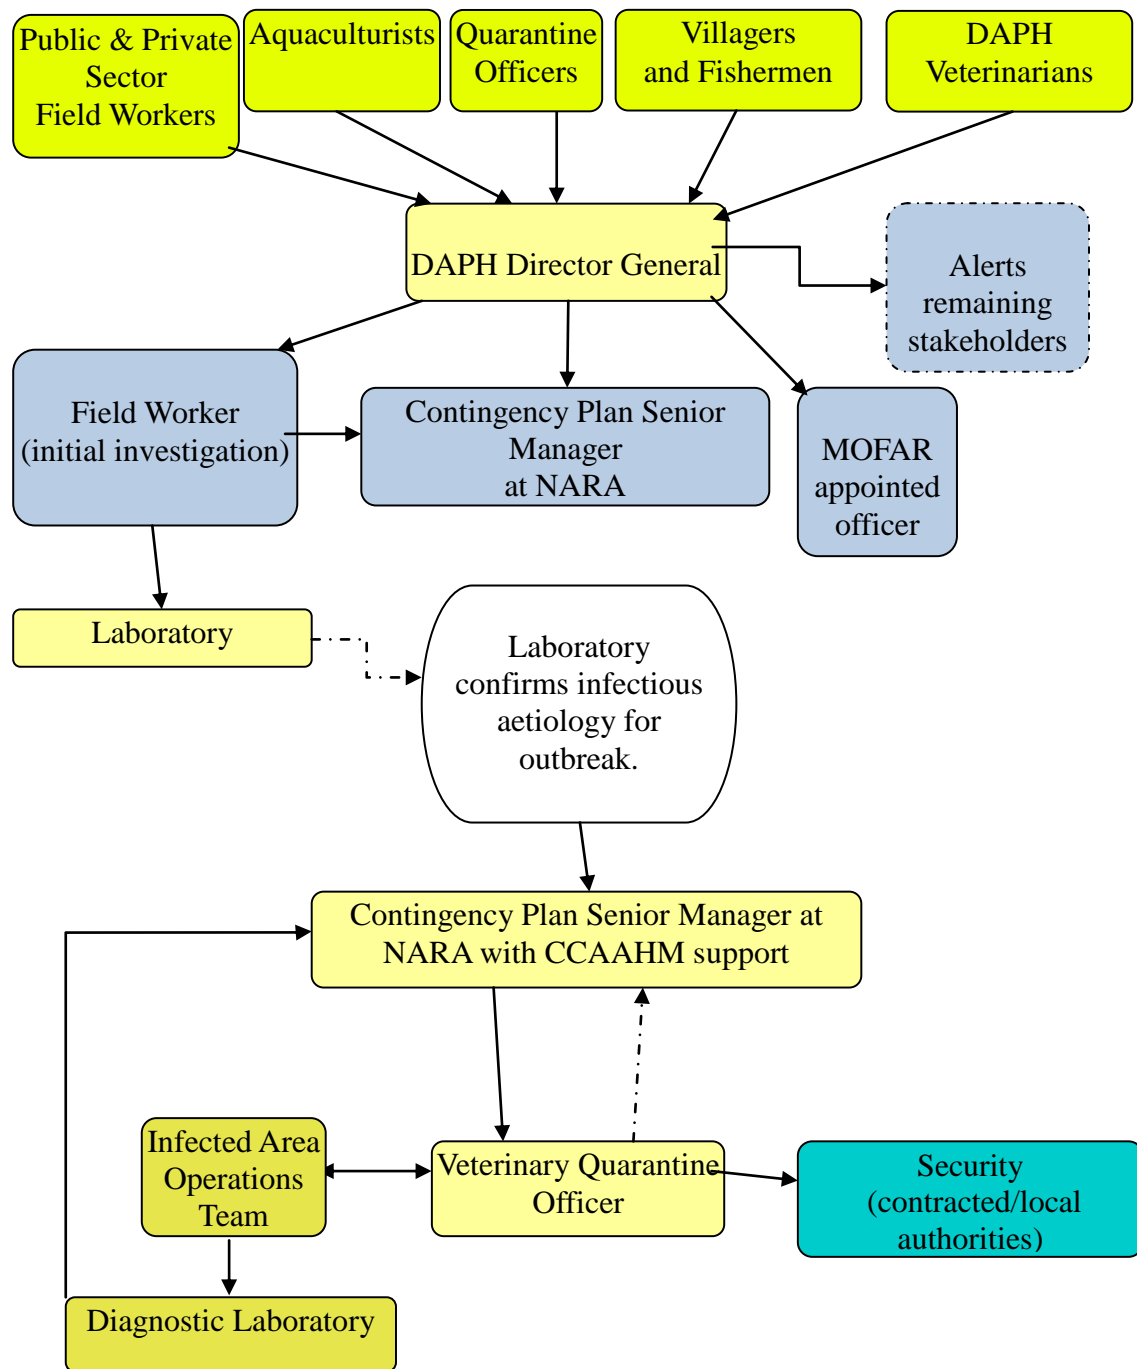 Public & Private
Sector
Field Workers
Aquaculturists
Quarantine
Officers
Villagers
and Fishermen
DAPH
Veterinarians
DAPH Director General
Alerts
remaining
stakeholders
Field Worker
(initial investigation)
Contingency Plan Senior
Manager
at NARA
MOFAR
appointed
officer
Laboratory
Laboratory
confirms infectious
aetiology for
outbreak.
Contingency Plan Senior Manager at
NARA with CCAAHM support
Infected Area
Operations
Team
Veterinary Quarantine
Officer
Security
(contracted/local
authorities)
Diagnostic Laboratory